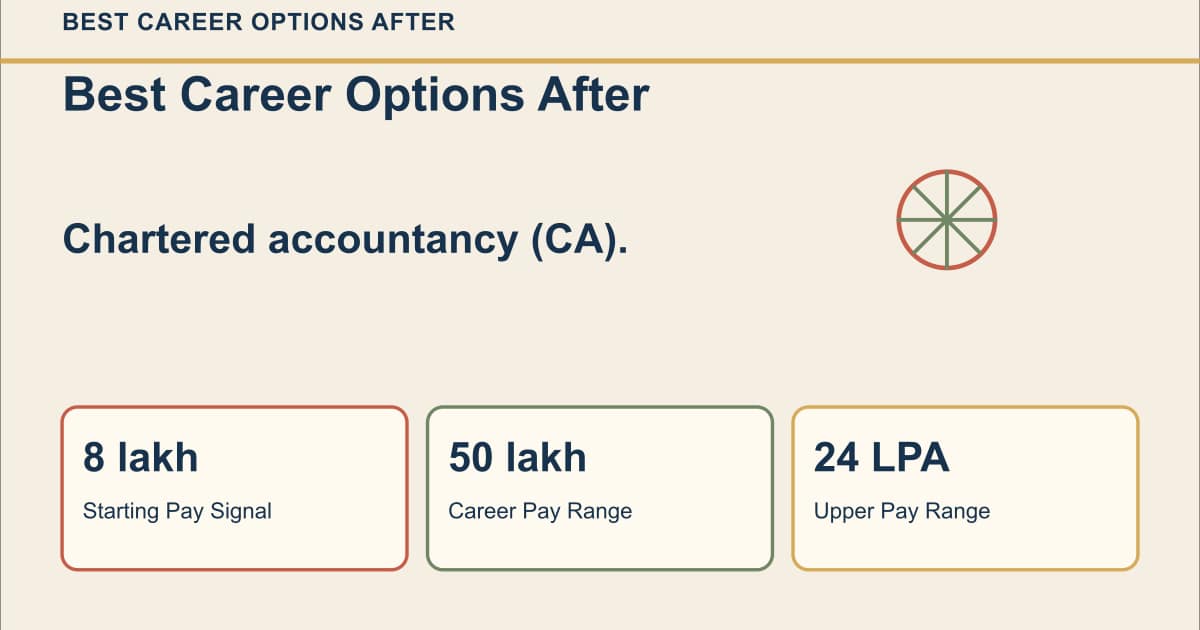 BEST CAREER OPTIONS AFTER
Best Career Options After
Chartered accountancy (CA).
8 lakh
Starting Pay Signal
50 lakh
Career Pay Range
24 LPA
Upper Pay Range